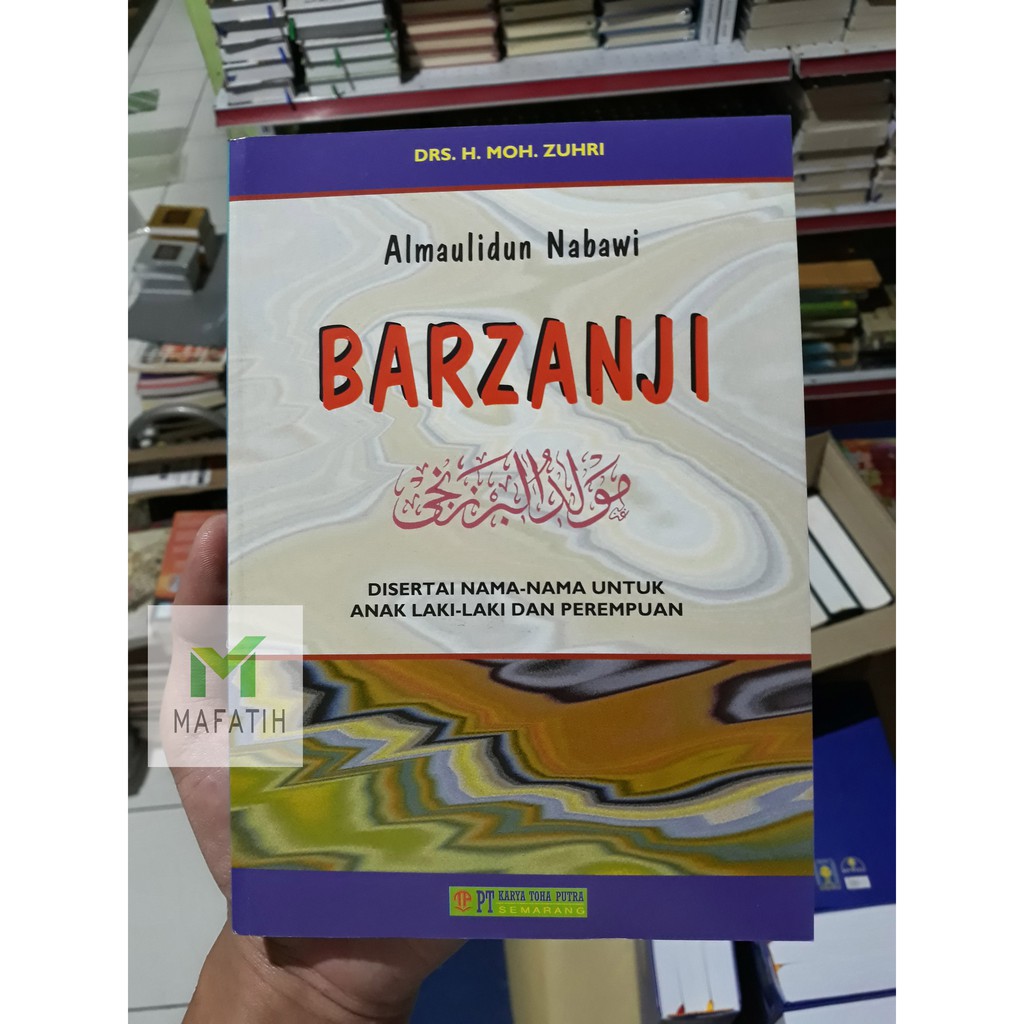 DRS. H. MOH. ZUHRI
Almaulidun Nabawi
BARZANJI
مولد البرزنجى
DISERTAI NAMA-NAMA UNTUK
ANAK LAKI-LAKI DAN PEREMPUAN
MAFATIH
PT KARYA TOHA PUTRA
SEMARANG